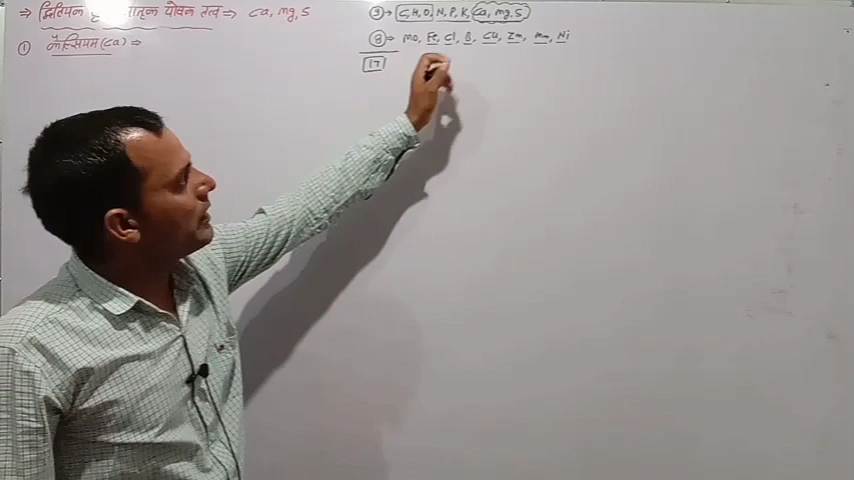 ⇒ द्वितीयक मात्रक पोषक तत्व ⇒ Ca, Mg, S
① कैल्सियम (Ca) ⇒
⑨ → C, H, O, N, P, K, Ca, Mg, S
⑧ → Mo, Fe, Cl, B, Cu, Zn, Mn, Ni
17